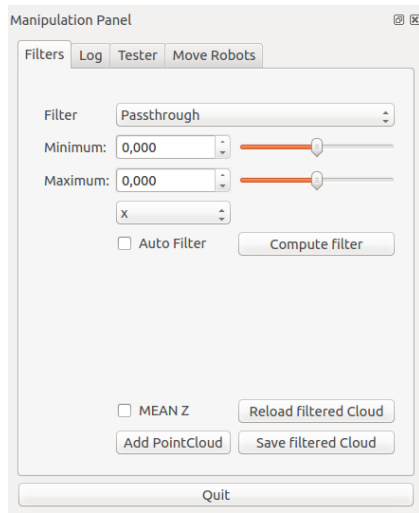 Manipulation Panel
Filters Log Tester Move Robots
Filter Passthrough
Minimum: 0,000
Maximum: 0,000
x
Auto Filter Compute filter
MEAN Z Reload filtered Cloud
Add PointCloud Save filtered Cloud
Quit